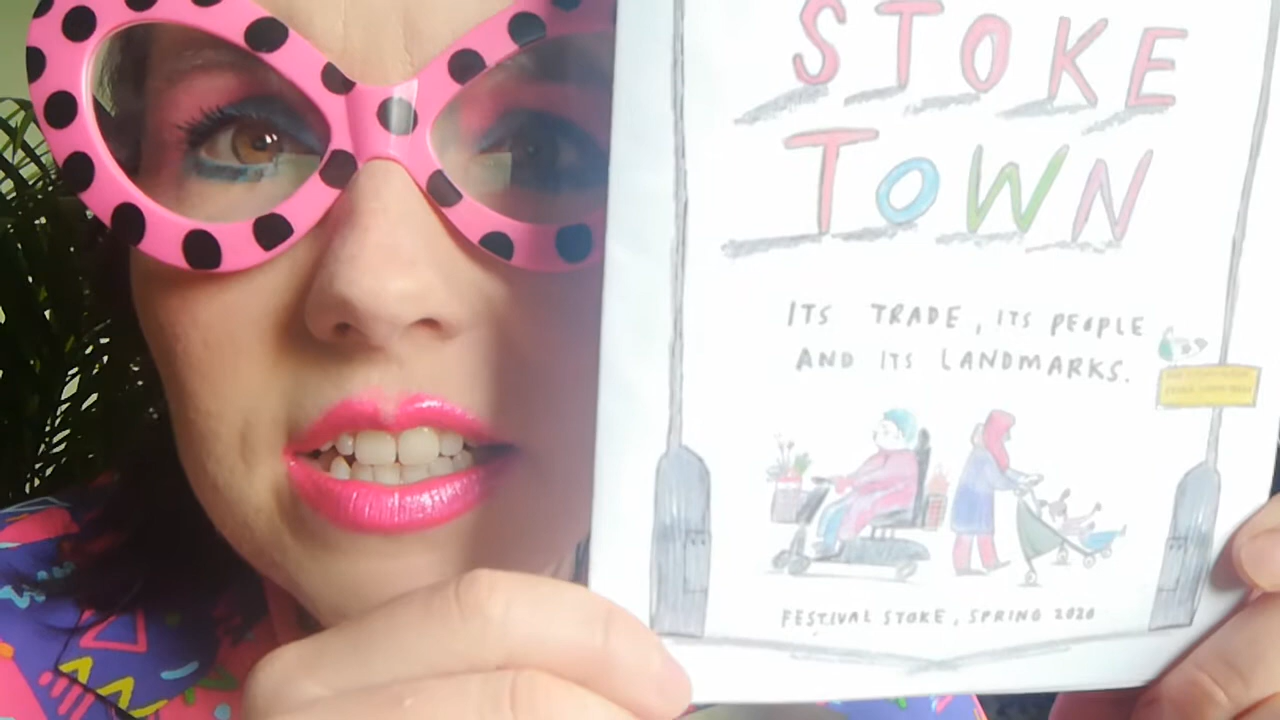 STOKE
TOWN
ITS TRADE, ITS PEOPLE
AND ITS LANDMARKS.
FESTIVAL STOKE, SPRING 2020